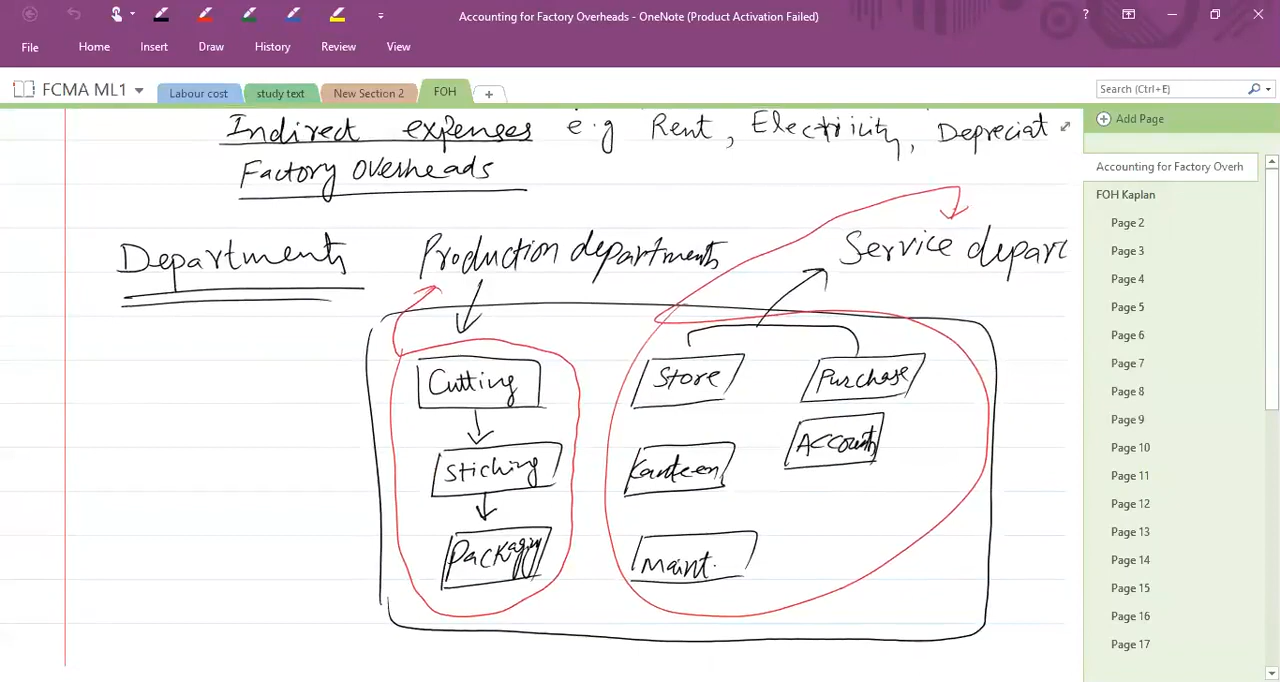 Accounting for Factory Overheads - OneNote (Product Activation Failed)
?
File Home Insert Draw History Review View
FCMA ML1 Labour cost study text New Section 2 FOH +
Search (Ctrl+E)
Add Page
Indirect expenses e.g Rent, Electricity, Depreciat
Factory Overheads
Departments Production departments Service depart
Cutting Store Purchase
Stiching Kanteen Accounts
Packaging Maint.
Accounting for Factory Overh
FOH Kaplan
Page 2
Page 3
Page 4
Page 5
Page 6
Page 7
Page 8
Page 9
Page 10
Page 11
Page 12
Page 13
Page 14
Page 15
Page 16
Page 17